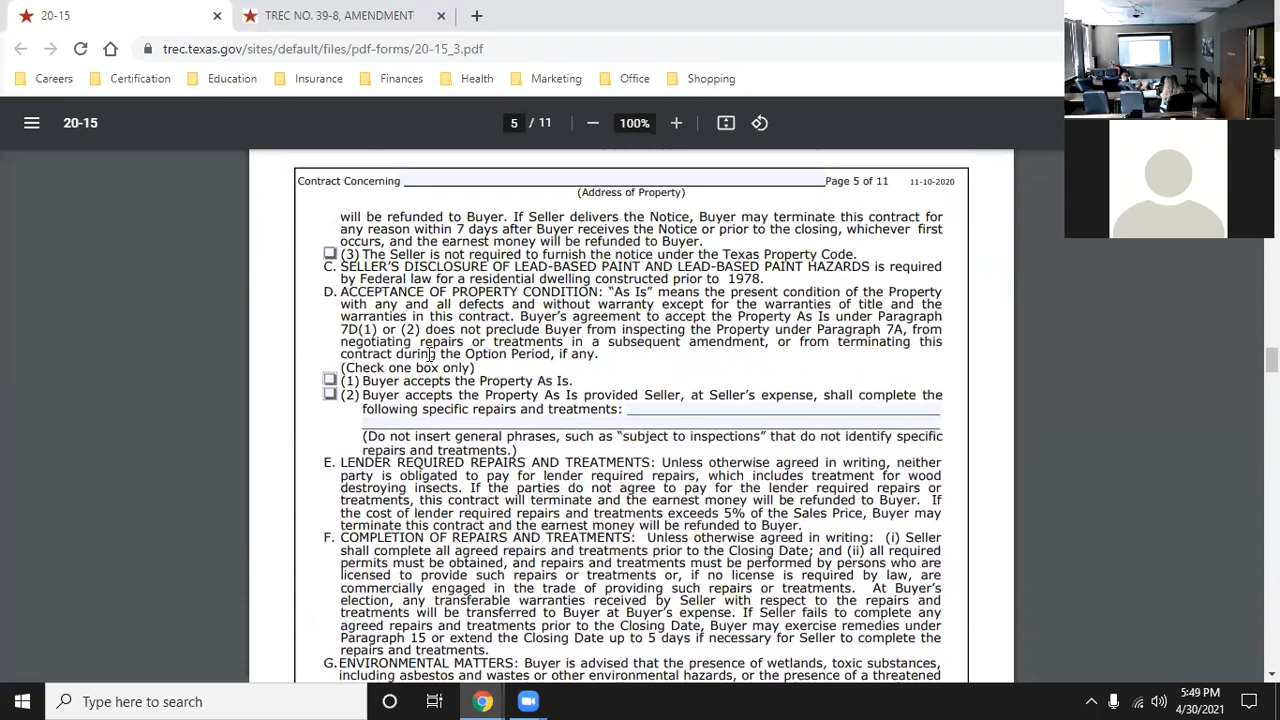 20-15
TREC NO. 39-8, AMENDMENT
trec.texas.gov/sites/default/files/pdf-forms/20-15_3.pdf
Careers Certification Education Insurance Finances Health Marketing Office Shopping
20-15 5 / 11 100%
Contract Concerning Page 5 of 11 11-10-2020
(Address of Property)
will be refunded to Buyer. If Seller delivers the Notice, Buyer may terminate this contract for
any reason within 7 days after Buyer receives the Notice or prior to the closing, whichever first
occurs, and the earnest money will be refunded to Buyer.
(3) The Seller is not required to furnish the notice under the Texas Property Code.
C. SELLER'S DISCLOSURE OF LEAD-BASED PAINT AND LEAD-BASED PAINT HAZARDS is required
by Federal law for a residential dwelling constructed prior to 1978.
D. ACCEPTANCE OF PROPERTY CONDITION: “As Is” means the present condition of the Property
with any and all defects and without warranty except for the warranties of title and the
warranties in this contract. Buyer's agreement to accept the Property As Is under Paragraph
7D(1) or (2) does not preclude Buyer from inspecting the Property under Paragraph 7A, from
negotiating repairs or treatments in a subsequent amendment, or from terminating this
contract during the Option Period, if any.
(Check one box only)
(1) Buyer accepts the Property As Is.
(2) Buyer accepts the Property As Is provided Seller, at Seller's expense, shall complete the
following specific repairs and treatments:
(Do not insert general phrases, such as “subject to inspections” that do not identify specific
repairs and treatments.)
E. LENDER REQUIRED REPAIRS AND TREATMENTS: Unless otherwise agreed in writing, neither
party is obligated to pay for lender required repairs, which includes treatment for wood
destroying insects. If the parties do not agree to pay for the lender required repairs or
treatments, this contract will terminate and the earnest money will be refunded to Buyer. If
the cost of lender required repairs and treatments exceeds 5% of the Sales Price, Buyer may
terminate this contract and the earnest money will be refunded to Buyer.
F. COMPLETION OF REPAIRS AND TREATMENTS: Unless otherwise agreed in writing: (i) Seller
shall complete all agreed repairs and treatments prior to the Closing Date; and (ii) all required
permits must be obtained, and repairs and treatments must be performed by persons who are
licensed to provide such repairs or treatments or, if no license is required by law, are
commercially engaged in the trade of providing such repairs or treatments. At Buyer's
election, any transferable warranties received by Seller with respect to the repairs and
treatments will be transferred to Buyer at Buyer's expense. If Seller fails to complete any
agreed repairs and treatments prior to the Closing Date, Buyer may exercise remedies under
Paragraph 15 or extend the Closing Date up to 5 days if necessary for Seller to complete the
repairs and treatments.
G. ENVIRONMENTAL MATTERS: Buyer is advised that the presence of wetlands, toxic substances,
including asbestos and wastes or other environmental hazards, or the presence of a threatened
Type here to search
5:49 PM
4/30/2021